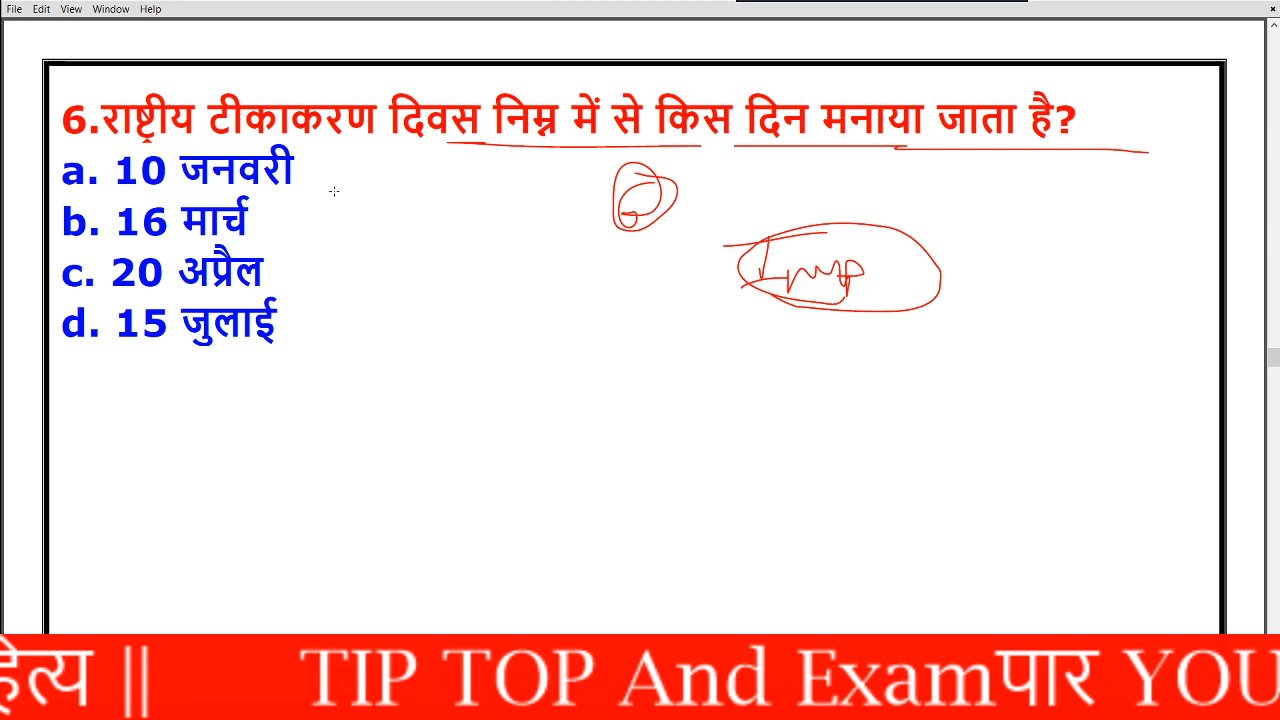 File Edit View Window Help
6.राष्ट्रीय टीकाकरण दिवस निम्न में से किस दिन मनाया जाता है?
a. 10 जनवरी
b. 16 मार्च
c. 20 अप्रैल
d. 15 जुलाई
Imp
हित्य || TIP TOP And Examपार YOU